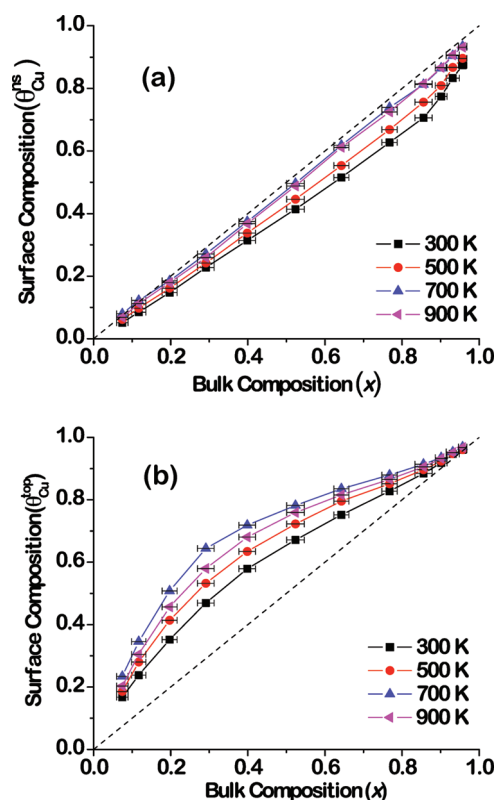 (a)
Surface Composition(θ^ns_Cu)
1.0
0.8
0.6
0.4
0.2
0.0
300 K
500 K
700 K
900 K
0.0 0.2 0.4 0.6 0.8 1.0
Bulk Composition (x)
(b)
Surface Composition(θ^top_Cu)
1.0
0.8
0.6
0.4
0.2
0.0
300 K
500 K
700 K
900 K
0.0 0.2 0.4 0.6 0.8 1.0
Bulk Composition(x)